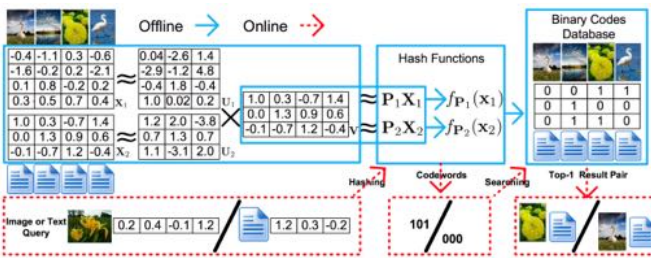 Offline Online
Binary Codes
Database
Hash Functions
-0.4 -1.1 0.3 -0.6
-1.6 -0.2 0.2 -2.1
0.1 0.8 -0.2 0.2
0.3 0.5 0.7 0.4 X₁
≈
0.04 -2.6 1.4
-2.9 -1.2 4.8
-0.4 1.8 -0.4
1.0 0.02 0.2 U₁
1.0 0.3 -0.7 1.4
0.0 1.3 0.9 0.6
-0.1 -0.7 1.2 -0.4 X₂
≈
1.2 2.0 -3.8
0.7 1.3 0.7
1.1 -3.1 2.0 U₂
×
1.0 0.3 -0.7 1.4
0.0 1.3 0.9 0.6
-0.1 -0.7 1.2 -0.4 V
≈ P₁X₁ f_P₁(x₁)
≈ P₂X₂ f_P₂(x₂)
0 0 1 1
0 1 0 0
0 1 1 0
Hashing Codewords Searching Top-1 Result Pair
Image or Text
Query
0.2 0.4 -0.1 1.2 / 1.2 0.3 -0.2
101 / 000
/